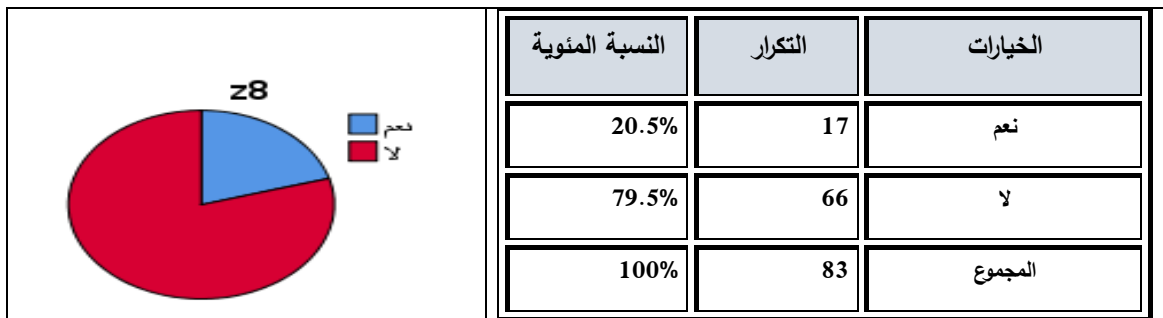 الخيارات التكرار النسبة المئوية
نعم 17 20.5%
لا 66 79.5%
المجموع 83 100%
z8
نعم
لا